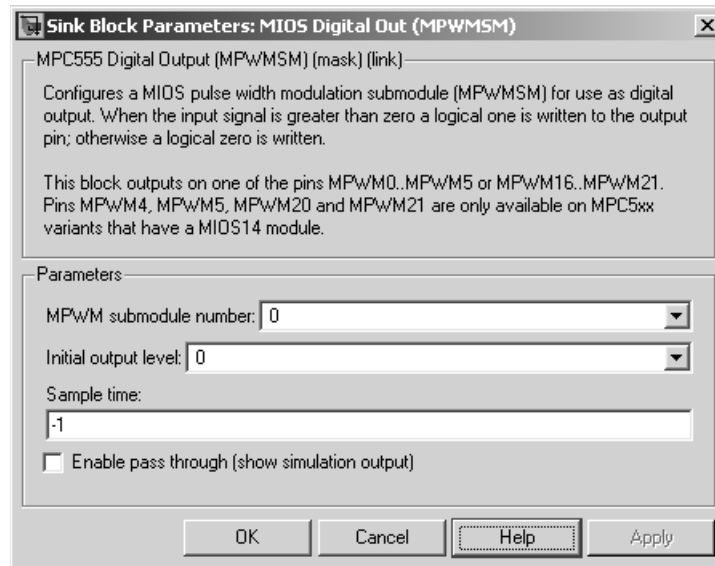 Sink Block Parameters: MIOS Digital Out (MPWMSM)
MPC555 Digital Output (MPWMSM) (mask) (link)
Configures a MIOS pulse width modulation submodule (MPWMSM) for use as digital
output. When the input signal is greater than zero a logical one is written to the output
pin; otherwise a logical zero is written.
This block outputs on one of the pins MPWM0..MPWM5 or MPWM16..MPWM21.
Pins MPWM4, MPWM5, MPWM20 and MPWM21 are only available on MPC5xx
variants that have a MIOS14 module.
Parameters
MPWM submodule number: 0
Initial output level: 0
Sample time:
-1
Enable pass through (show simulation output)
OK Cancel Help Apply